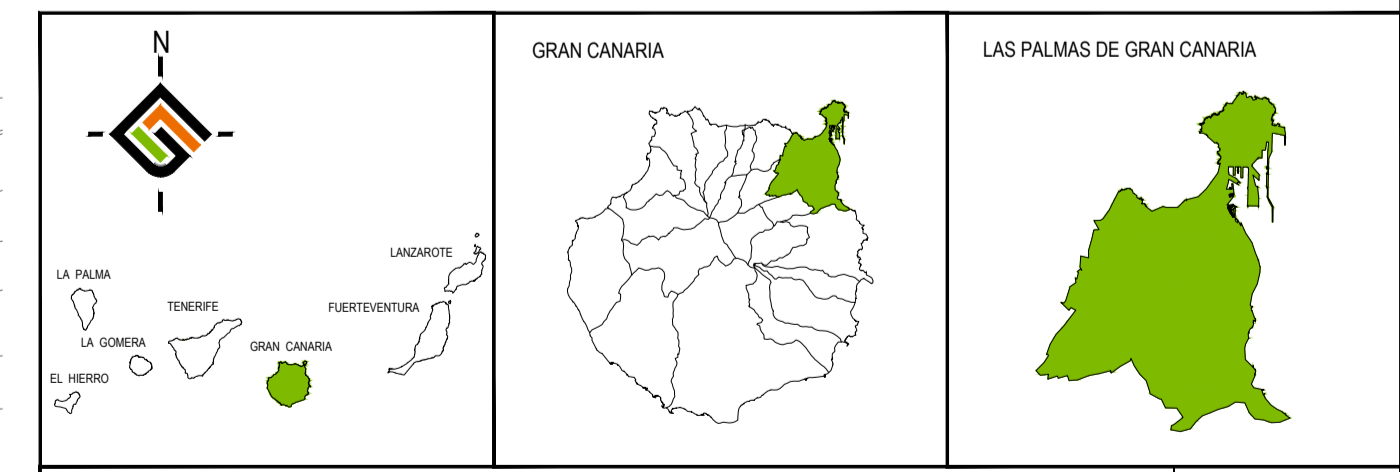 N
LA PALMA
LA GOMERA
EL HIERRO
TENERIFE
GRAN CANARIA
FUERTEVENTURA
LANZAROTE
GRAN CANARIA
LAS PALMAS DE GRAN CANARIA